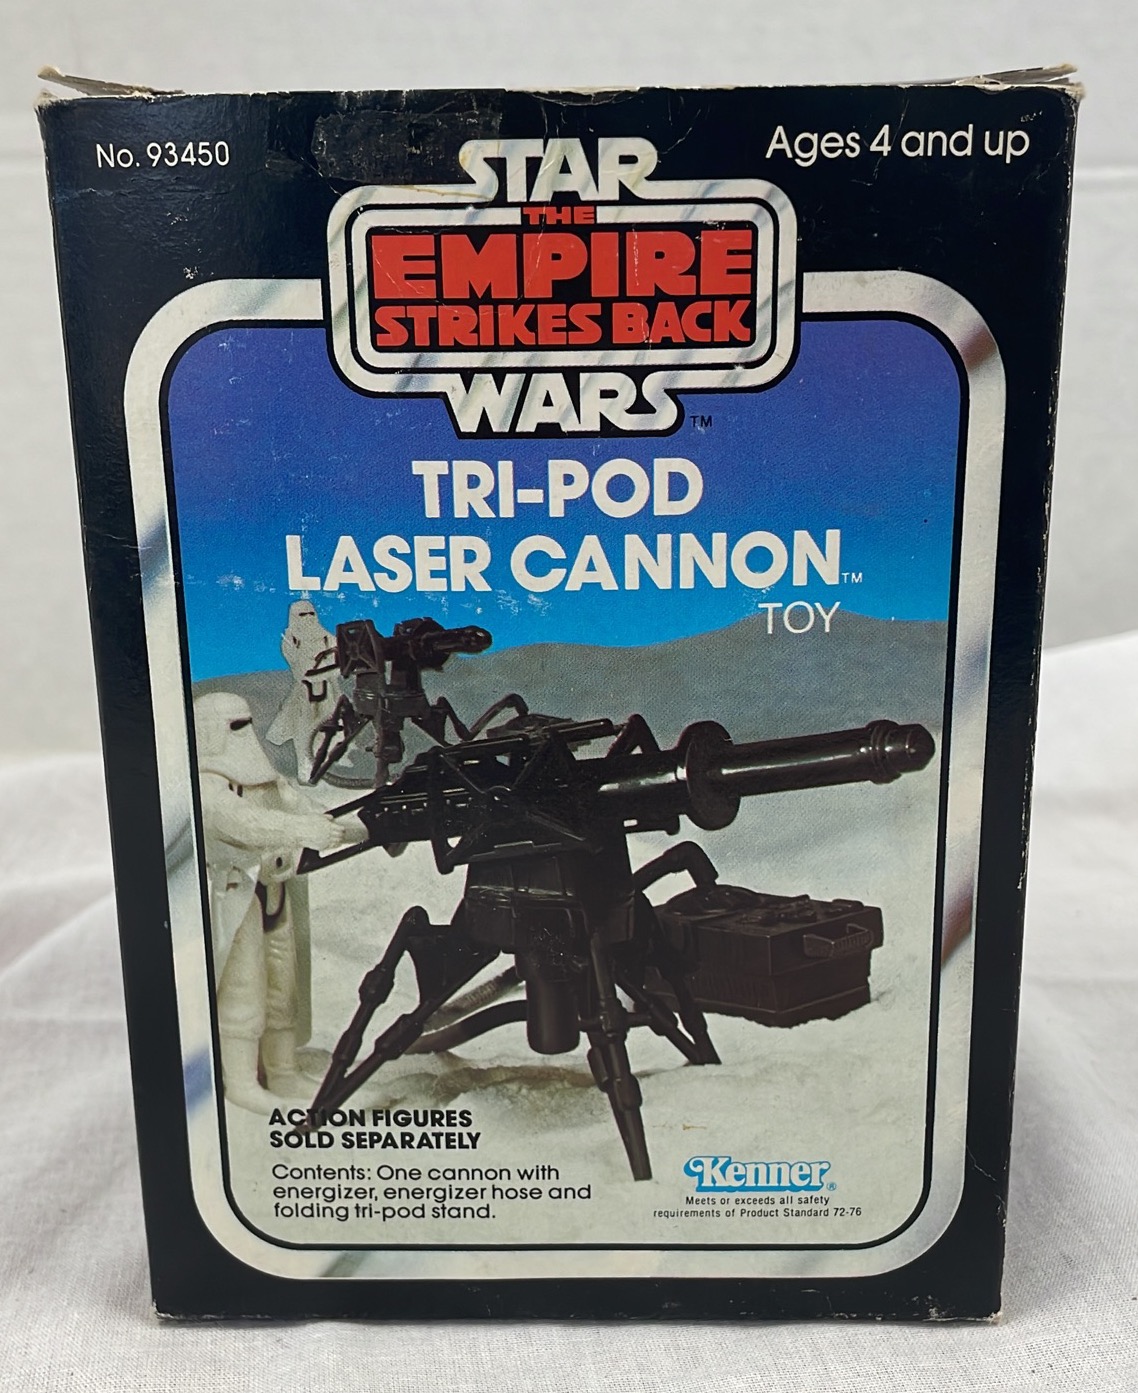 No. 93450
Ages 4 and up
STAR
THE
EMPIRE
STRIKES BACK
WARS TM
TRI-POD
LASER CANNON TM
TOY
ACTION FIGURES
SOLD SEPARATELY
Contents: One cannon with
energizer, energizer hose and
folding tri-pod stand.
Kenner®
Meets or exceeds all safety
requirements of Product Standard 72-76